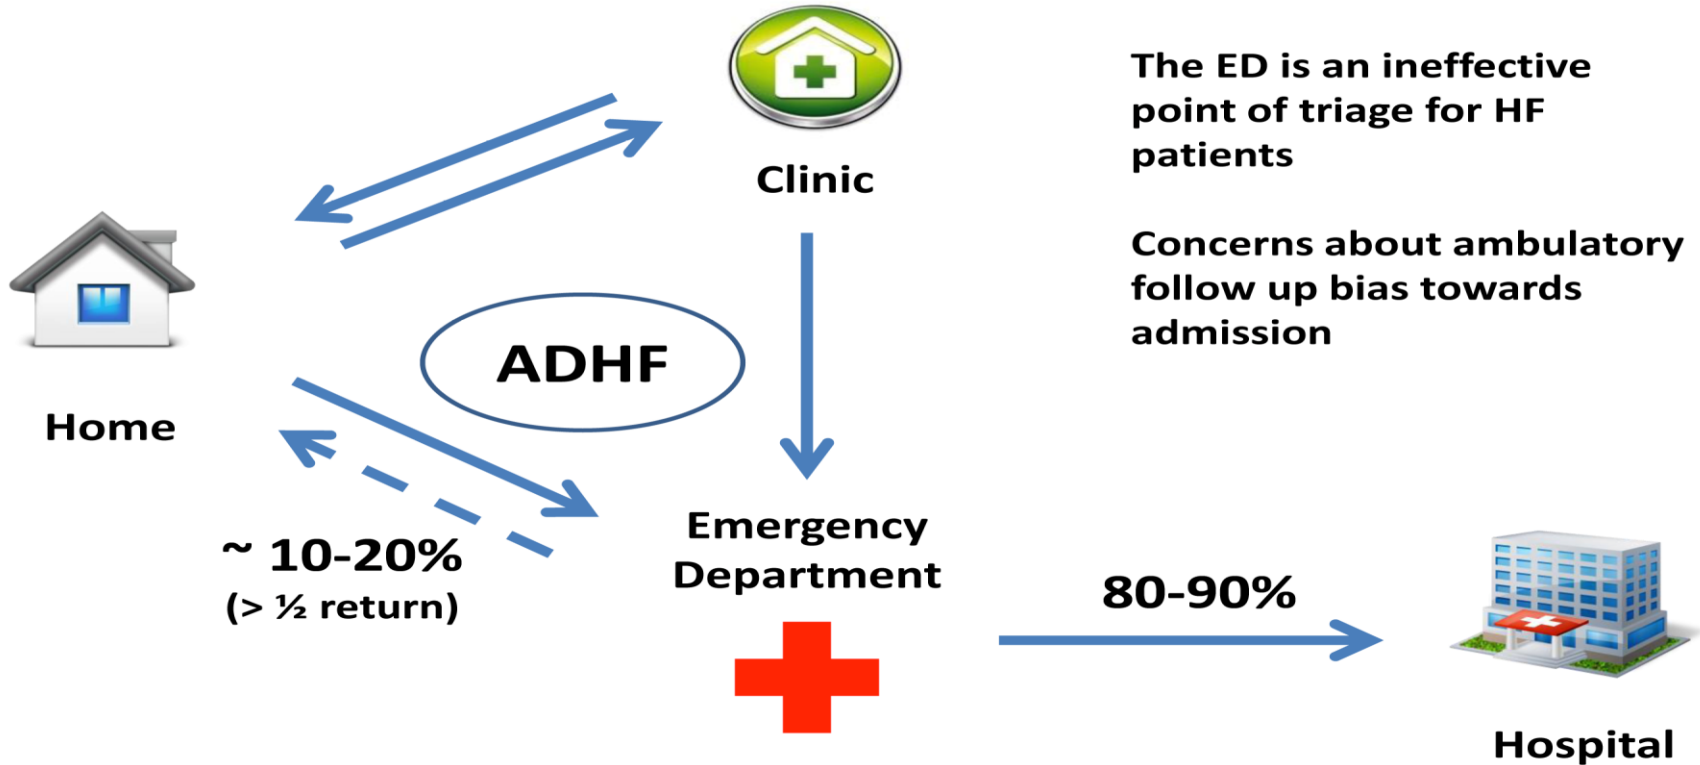 Clinic
The ED is an ineffective
point of triage for HF
patients
Concerns about ambulatory
follow up bias towards
admission
ADHF
Home
Emergency
Department
~ 10-20%
(> ½ return)
80-90%
Hospital